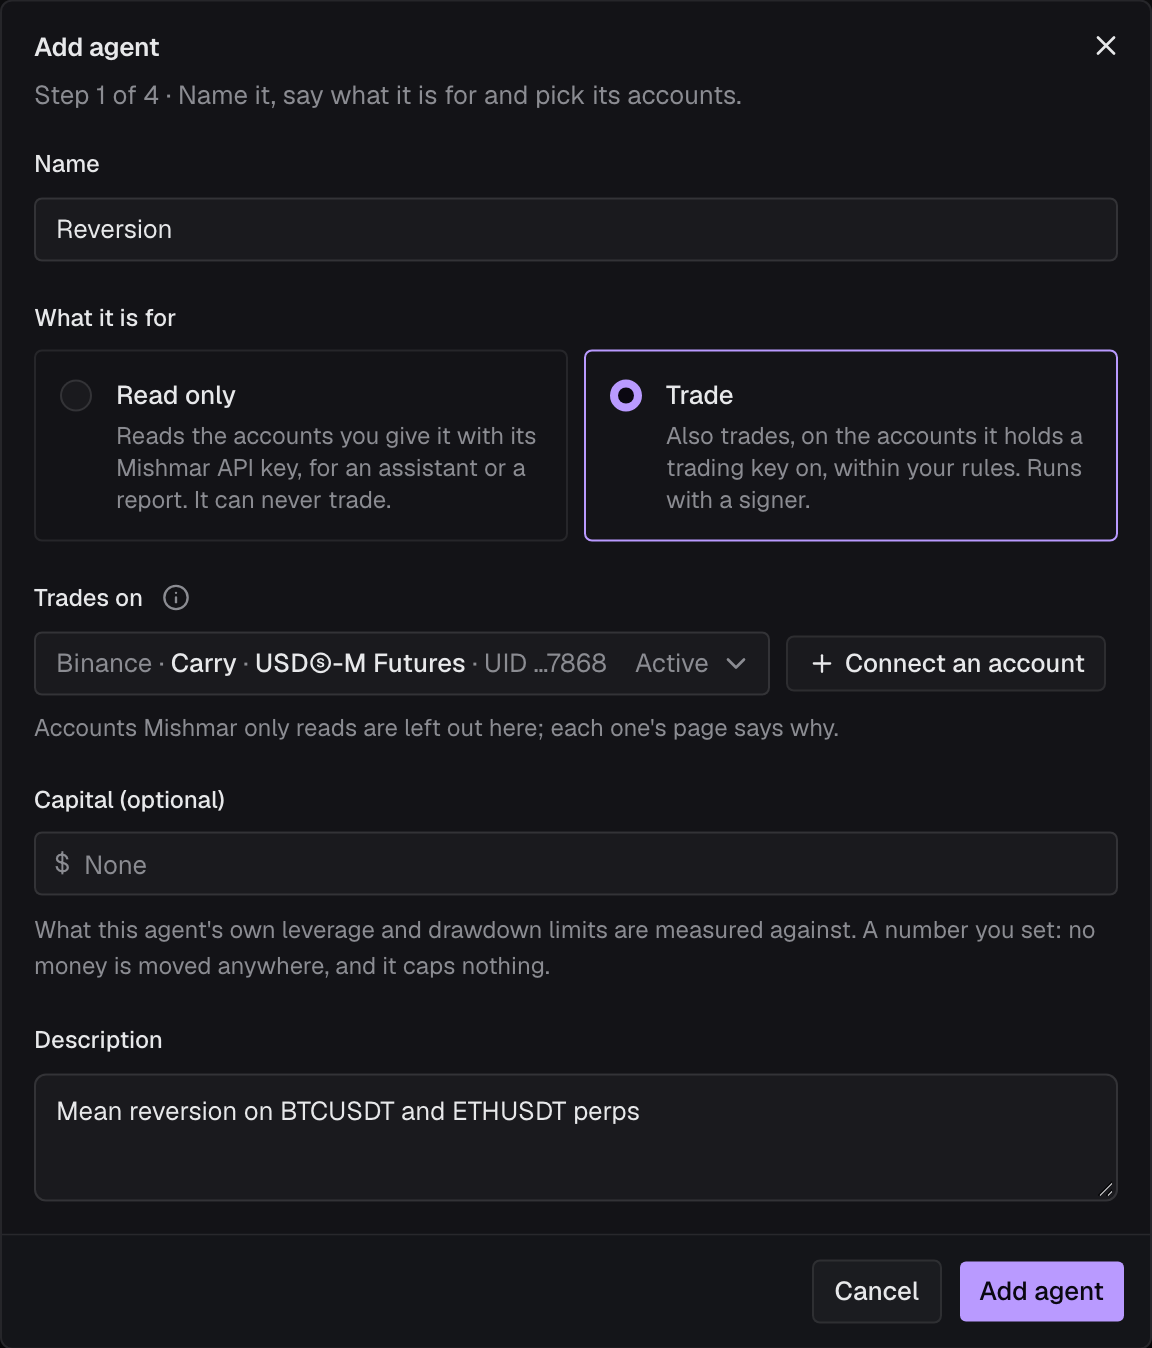 Add agent
Step 1 of 4 · Name it, say what it is for and pick its accounts.
Name
Reversion
What it is for
Read only
Reads the accounts you give it with its
Mishmar API key, for an assistant or a
report. It can never trade.
Trade
Also trades, on the accounts it holds a
trading key on, within your rules. Runs
with a signer.
Trades on
Binance · Carry · USDⓈ-M Futures · UID …7868 Active
+ Connect an account
Accounts Mishmar only reads are left out here; each one's page says why.
Capital (optional)
$ None
What this agent's own leverage and drawdown limits are measured against. A number you set: no
money is moved anywhere, and it caps nothing.
Description
Mean reversion on BTCUSDT and ETHUSDT perps
Cancel
Add agent